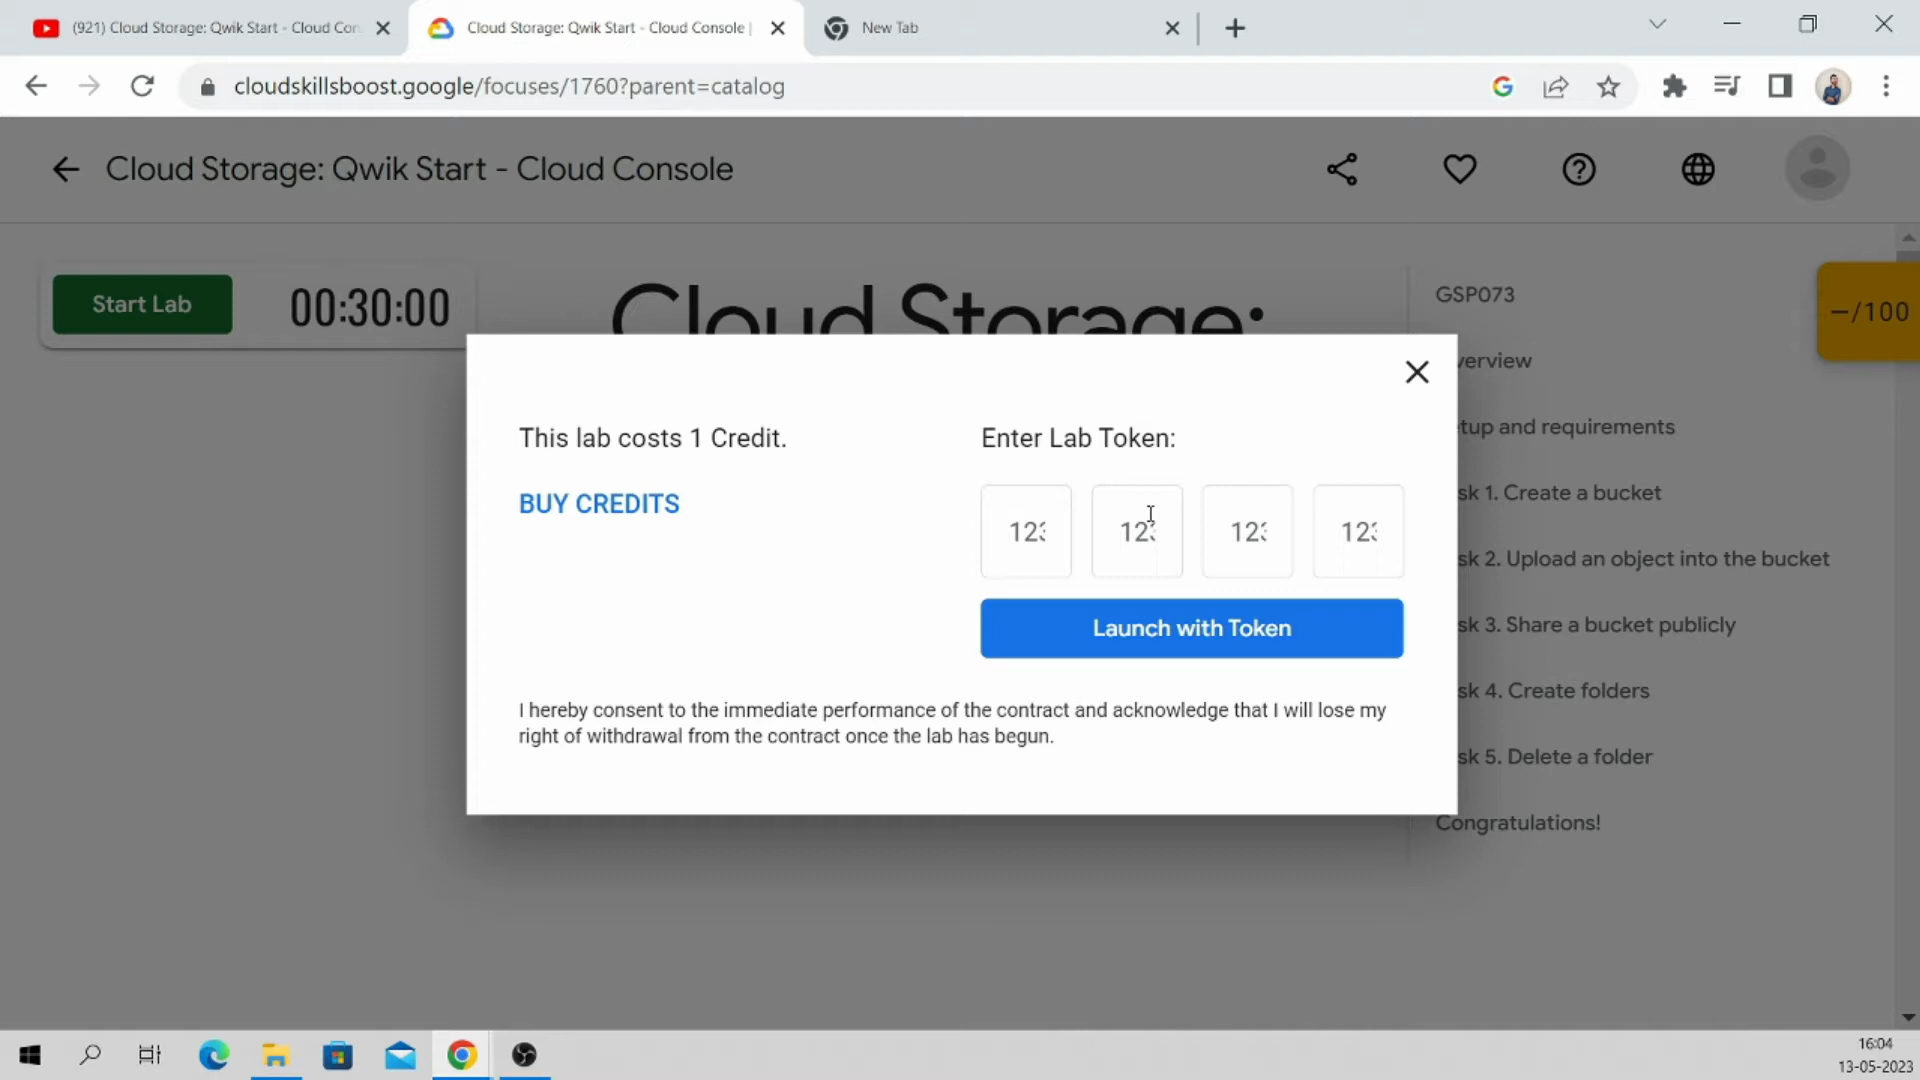 (921) Cloud Storage: Qwik Start - Cloud Con
Cloud Storage: Qwik Start - Cloud Console |
New Tab
cloudskillsboost.google/focuses/1760?parent=catalog
Cloud Storage: Qwik Start - Cloud Console
Start Lab
00:30:00
Cloud Storage:
GSP073
–/100
verview
tup and requirements
sk 1. Create a bucket
sk 2. Upload an object into the bucket
sk 3. Share a bucket publicly
sk 4. Create folders
sk 5. Delete a folder
Congratulations!
This lab costs 1 Credit.
BUY CREDITS
Enter Lab Token:
123 123 123 123
Launch with Token
I hereby consent to the immediate performance of the contract and acknowledge that I will lose my
right of withdrawal from the contract once the lab has begun.
16:04
13-05-2023